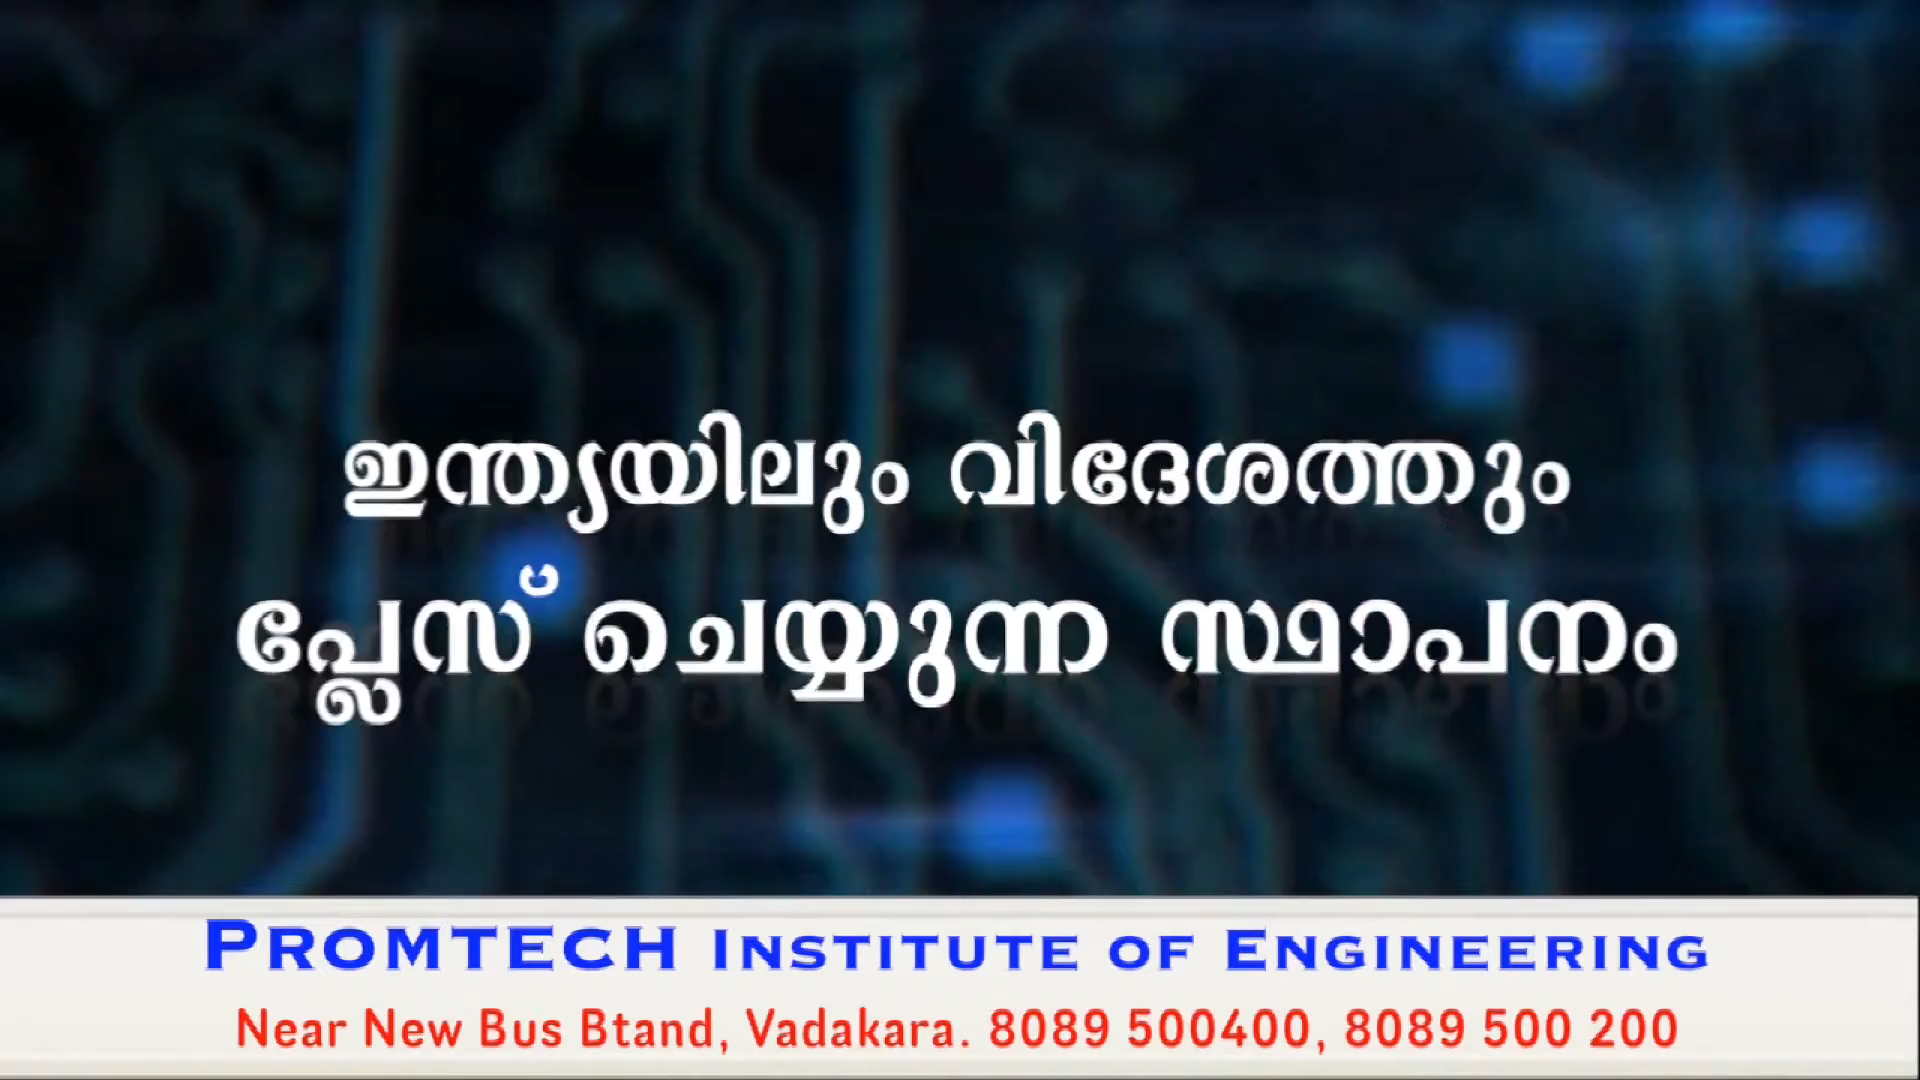 ഇന്ത്യയിലും വിദേശത്തും
പ്ലേസ് ചെയ്യുന്ന സ്ഥാപനം
PROMTECH INSTITUTE OF ENGINEERING
Near New Bus Btand, Vadakara. 8089 500400, 8089 500 200